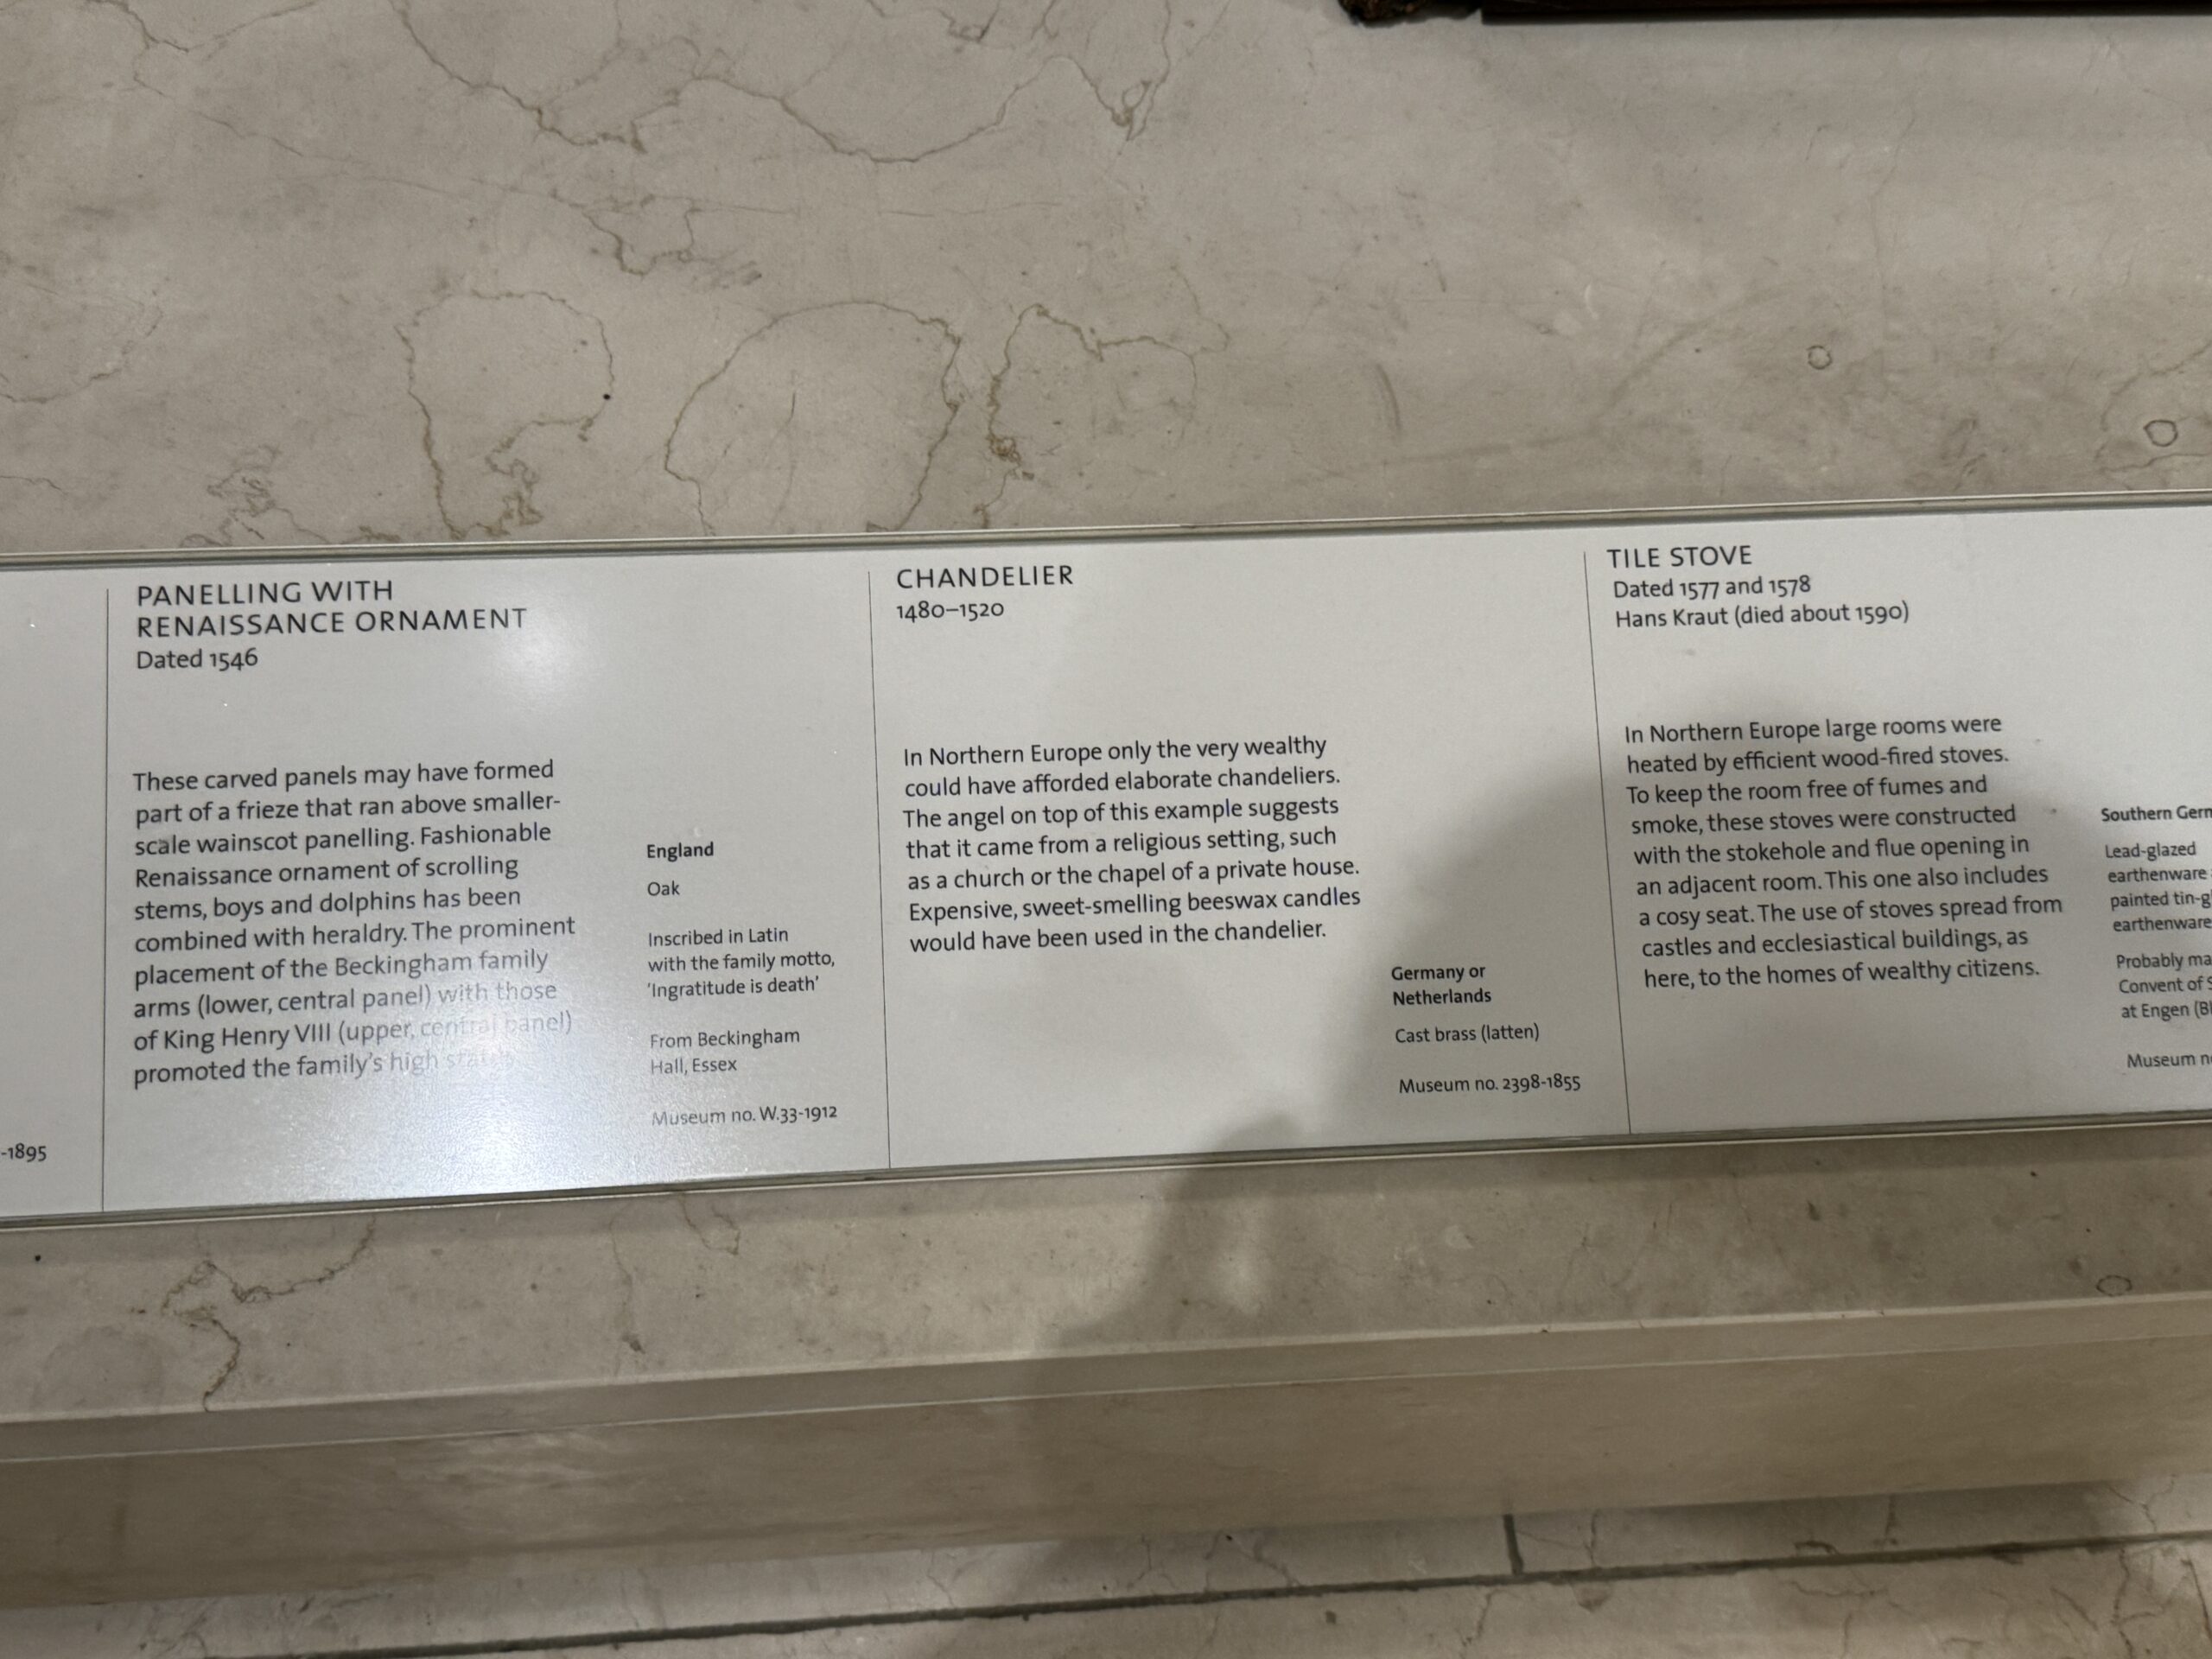 -1895
PANELLING WITH
RENAISSANCE ORNAMENT
Dated 1546
These carved panels may have formed
part of a frieze that ran above smaller-
scale wainscot panelling. Fashionable
Renaissance ornament of scrolling
stems, boys and dolphins has been
combined with heraldry. The prominent
placement of the Beckingham family
arms (lower, central panel) with those
of King Henry VIII (upper, central panel)
promoted the family's high
England
Oak
Inscribed in Latin
with the family motto,
'Ingratitude is death'
From Beckingham
Hall, Essex
Museum no. W.33-1912
CHANDELIER
1480–1520
In Northern Europe only the very wealthy
could have afforded elaborate chandeliers.
The angel on top of this example suggests
that it came from a religious setting, such
as a church or the chapel of a private house.
Expensive, sweet-smelling beeswax candles
would have been used in the chandelier.
Germany or
Netherlands
Cast brass (latten)
Museum no. 2398-1855
TILE STOVE
Dated 1577 and 1578
Hans Kraut (died about 1590)
In Northern Europe large rooms were
heated by efficient wood-fired stoves.
To keep the room free of fumes and
smoke, these stoves were constructed
with the stokehole and flue opening in
an adjacent room. This one also includes
a cosy seat. The use of stoves spread from
castles and ecclesiastical buildings, as
here, to the homes of wealthy citizens.
Southern
Lead-glazed
earthenware
painted
earthenware
Probably
Convent of
at Engen
Museum